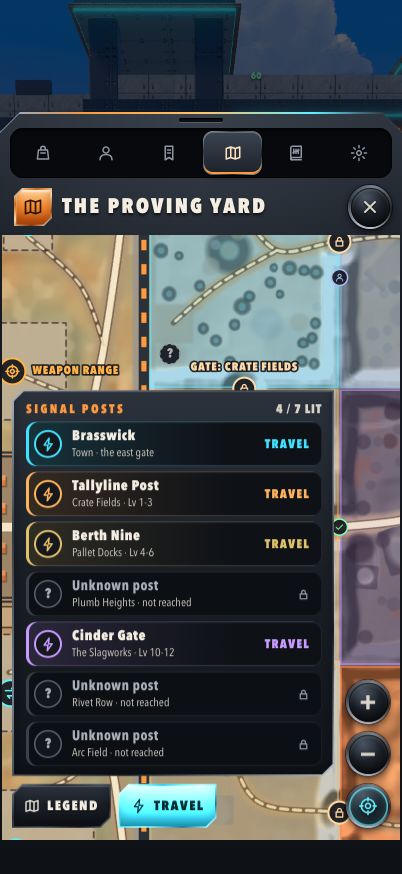 60
THE PROVING YARD
?
WEAPON RANGE
GATE: CRATE FIELDS
SIGNAL POSTS
4 / 7 LIT
Brasswick
Town · the east gate
TRAVEL
Tallyline Post
Crate Fields · Lv 1-3
TRAVEL
Berth Nine
Pallet Docks · Lv 4-6
TRAVEL
?
Unknown post
Plumb Heights · not reached
Cinder Gate
The Slagworks · Lv 10-12
TRAVEL
?
Unknown post
Rivet Row · not reached
?
Unknown post
Arc Field · not reached
LEGEND
TRAVEL